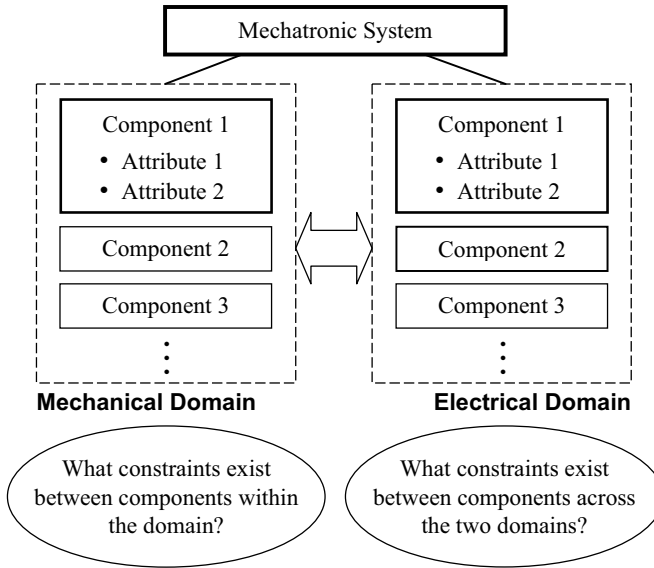 Mechatronic System
Component 1
• Attribute 1
• Attribute 2
Component 2
Component 3
Mechanical Domain
Component 1
• Attribute 1
• Attribute 2
Component 2
Component 3
Electrical Domain
What constraints exist
between components within
the domain?
What constraints exist
between components across
the two domains?